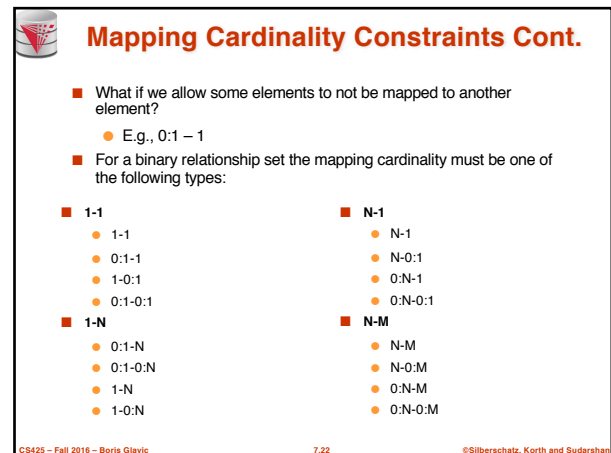 Mapping Cardinality Constraints Cont.
What if we allow some elements to not be mapped to another
element?
E.g., 0:1 – 1
For a binary relationship set the mapping cardinality must be one of
the following types:
1-1
1-1
0:1-1
1-0:1
0:1-0:1
1-N
0:1-N
0:1-0:N
1-N
1-0:N
N-1
N-1
N-0:1
0:N-1
0:N-0:1
N-M
N-M
N-0:M
0:N-M
0:N-0:M
CS425 – Fall 2016 – Boris Glavic
7.22
©Silberschatz, Korth and Sudarshan